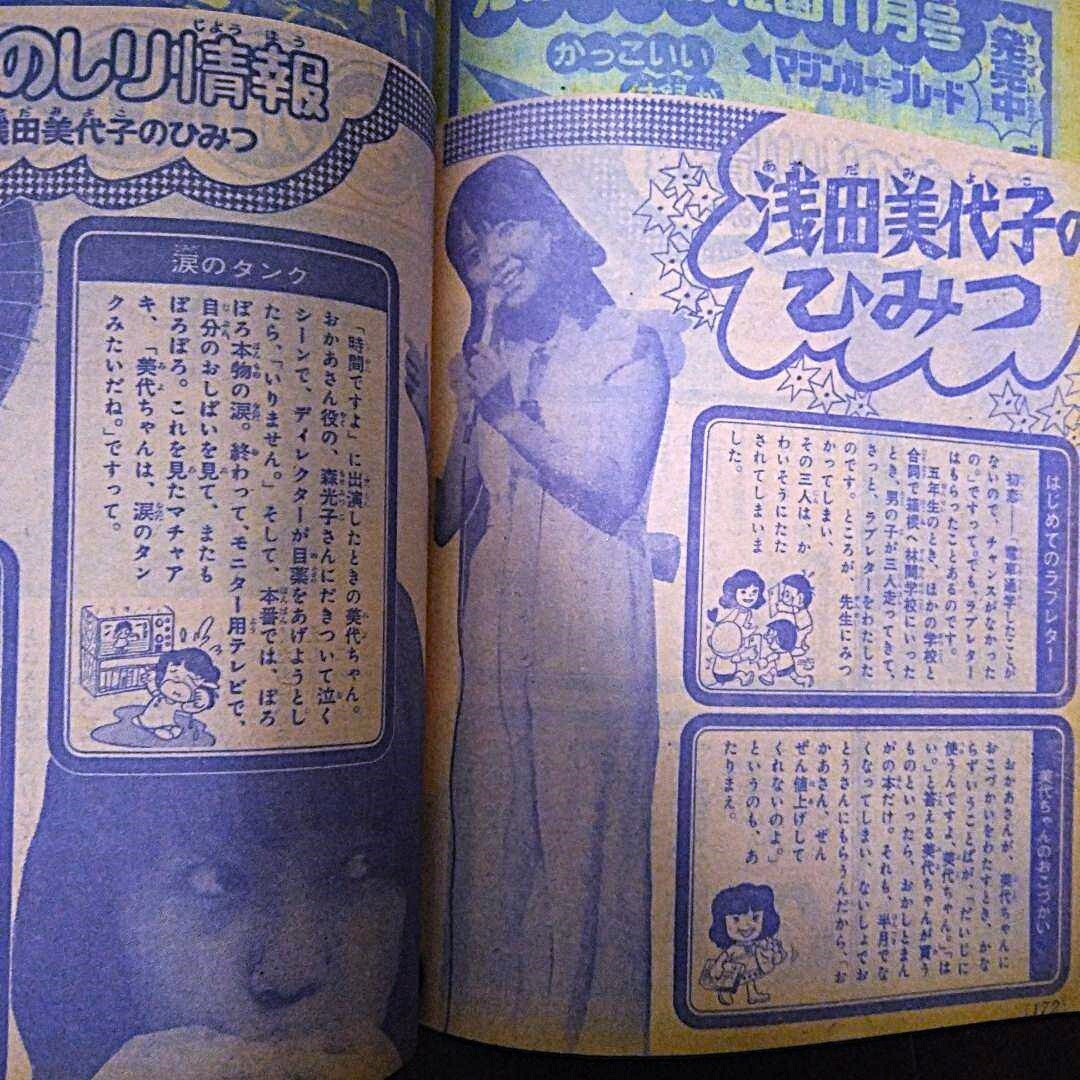 11月号
発売中
かっこいい
マジンガー=ブレード
浅田美代子の
ひみつ
はじめてのラブレター
初恋——「電車通学したことが
ないので、チャンスがなかった
の。」ですって。でも、ラブレター
はもらったことあるのです。
五年生のとき、ほかの学校と
合同で箱根へ林間学校にいった
とき、男の子が三人走ってきて、
さっと、ラブレターをわたした
のです。ところが、先生にみつ
かってしまい、
その三人は、か
わいそうにたた
されてしまいま
した。
美代ちゃんのおこづかい
おかあさんが、美代ちゃんに
おこづかいをわたすとき、かな
らずいうことばが、「だいじに
使うんですよ、美代ちゃん。」「は
い。」と答える美代ちゃんが買う
ものといったら、おかしとまん
がの本だけ。それも、半月でな
くなってしまい、ないしょでお
とうさんにもらうんだから、「お
かあさん、ぜん
ぜん値上げして
くれないのよ。」
というのも、あ
たりまえ。
172
のしり情報
浅田美代子のひみつ
涙のタンク
「時間ですよ」に出演したときの美代ちゃん。
おかあさん役の、森光子さんにだきついて泣く
シーンで、ディレクターが目薬をあげようとし
たら、「いりません。」そして、本番では、ぽろ
ぽろ本物の涙。終わって、モニター用テレビで、
自分のおしばいを見て、またも
ぽろぽろ。これを見たマチャア
キ、「美代ちゃんは、涙のタン
クみたいだね。」ですって。